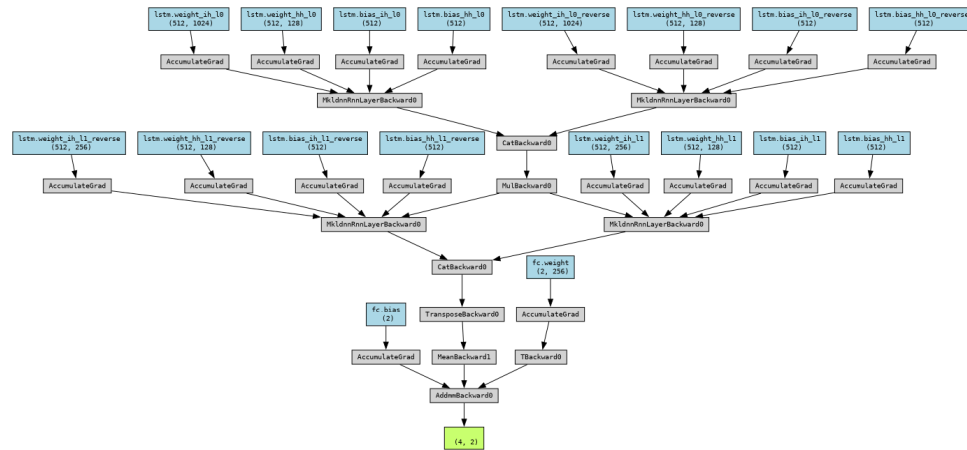 lstm.weight_ih_l0
(512, 1024)
lstm.weight_hh_l0
(512, 128)
lstm.bias_ih_l0
(512)
lstm.bias_hh_l0
(512)
lstm.weight_ih_l0_reverse
(512, 1024)
lstm.weight_hh_l0_reverse
(512, 128)
lstm.bias_ih_l0_reverse
(512)
lstm.bias_hh_l0_reverse
(512)
AccumulateGrad
AccumulateGrad
AccumulateGrad
AccumulateGrad
AccumulateGrad
AccumulateGrad
AccumulateGrad
AccumulateGrad
MkldnnRnnLayerBackward0
MkldnnRnnLayerBackward0
lstm.weight_ih_l1_reverse
(512, 256)
lstm.weight_hh_l1_reverse
(512, 128)
lstm.bias_ih_l1_reverse
(512)
lstm.bias_hh_l1_reverse
(512)
CatBackward0
lstm.weight_ih_l1
(512, 256)
lstm.weight_hh_l1
(512, 128)
lstm.bias_ih_l1
(512)
lstm.bias_hh_l1
(512)
AccumulateGrad
AccumulateGrad
AccumulateGrad
AccumulateGrad
MulBackward0
AccumulateGrad
AccumulateGrad
AccumulateGrad
AccumulateGrad
MkldnnRnnLayerBackward0
MkldnnRnnLayerBackward0
CatBackward0
fc.weight
(2, 256)
fc.bias
(2)
TransposeBackward0
AccumulateGrad
AccumulateGrad
MeanBackward1
TBackward0
AddmmBackward0
(4, 2)